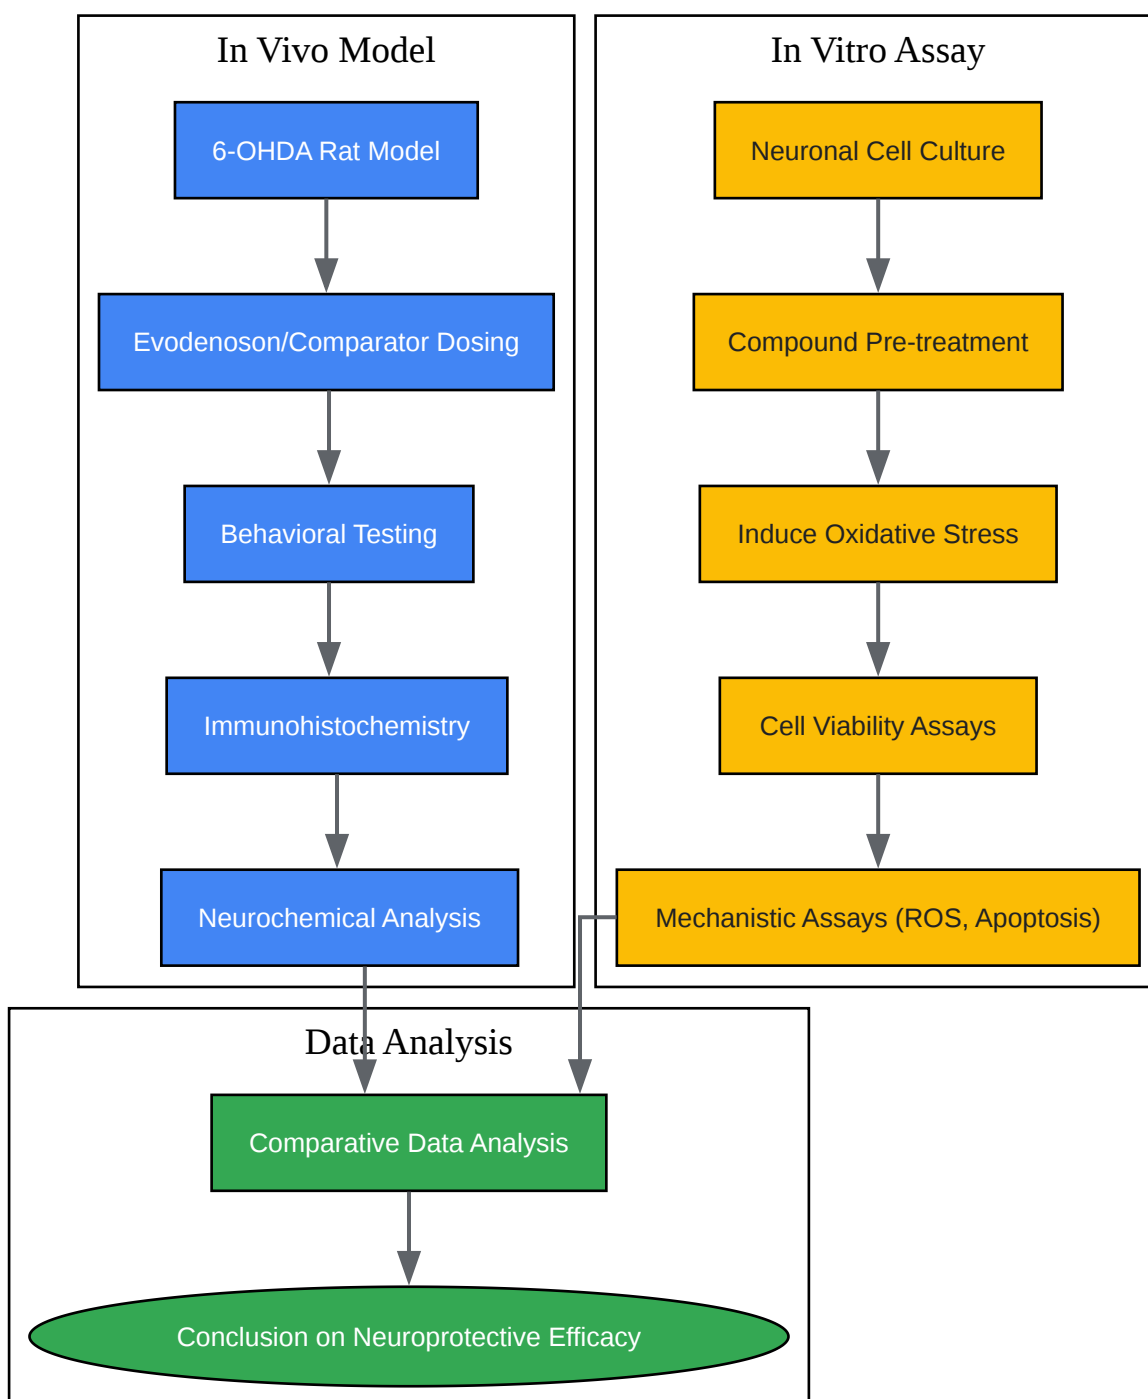 In Vivo Model
6-OHDA Rat Model
Evodenoson/Comparator Dosing
Behavioral Testing
Immunohistochemistry
Neurochemical Analysis
In Vitro Assay
Neuronal Cell Culture
Compound Pre-treatment
Induce Oxidative Stress
Cell Viability Assays
Mechanistic Assays (ROS, Apoptosis)
Data Analysis
Comparative Data Analysis
Conclusion on Neuroprotective Efficacy